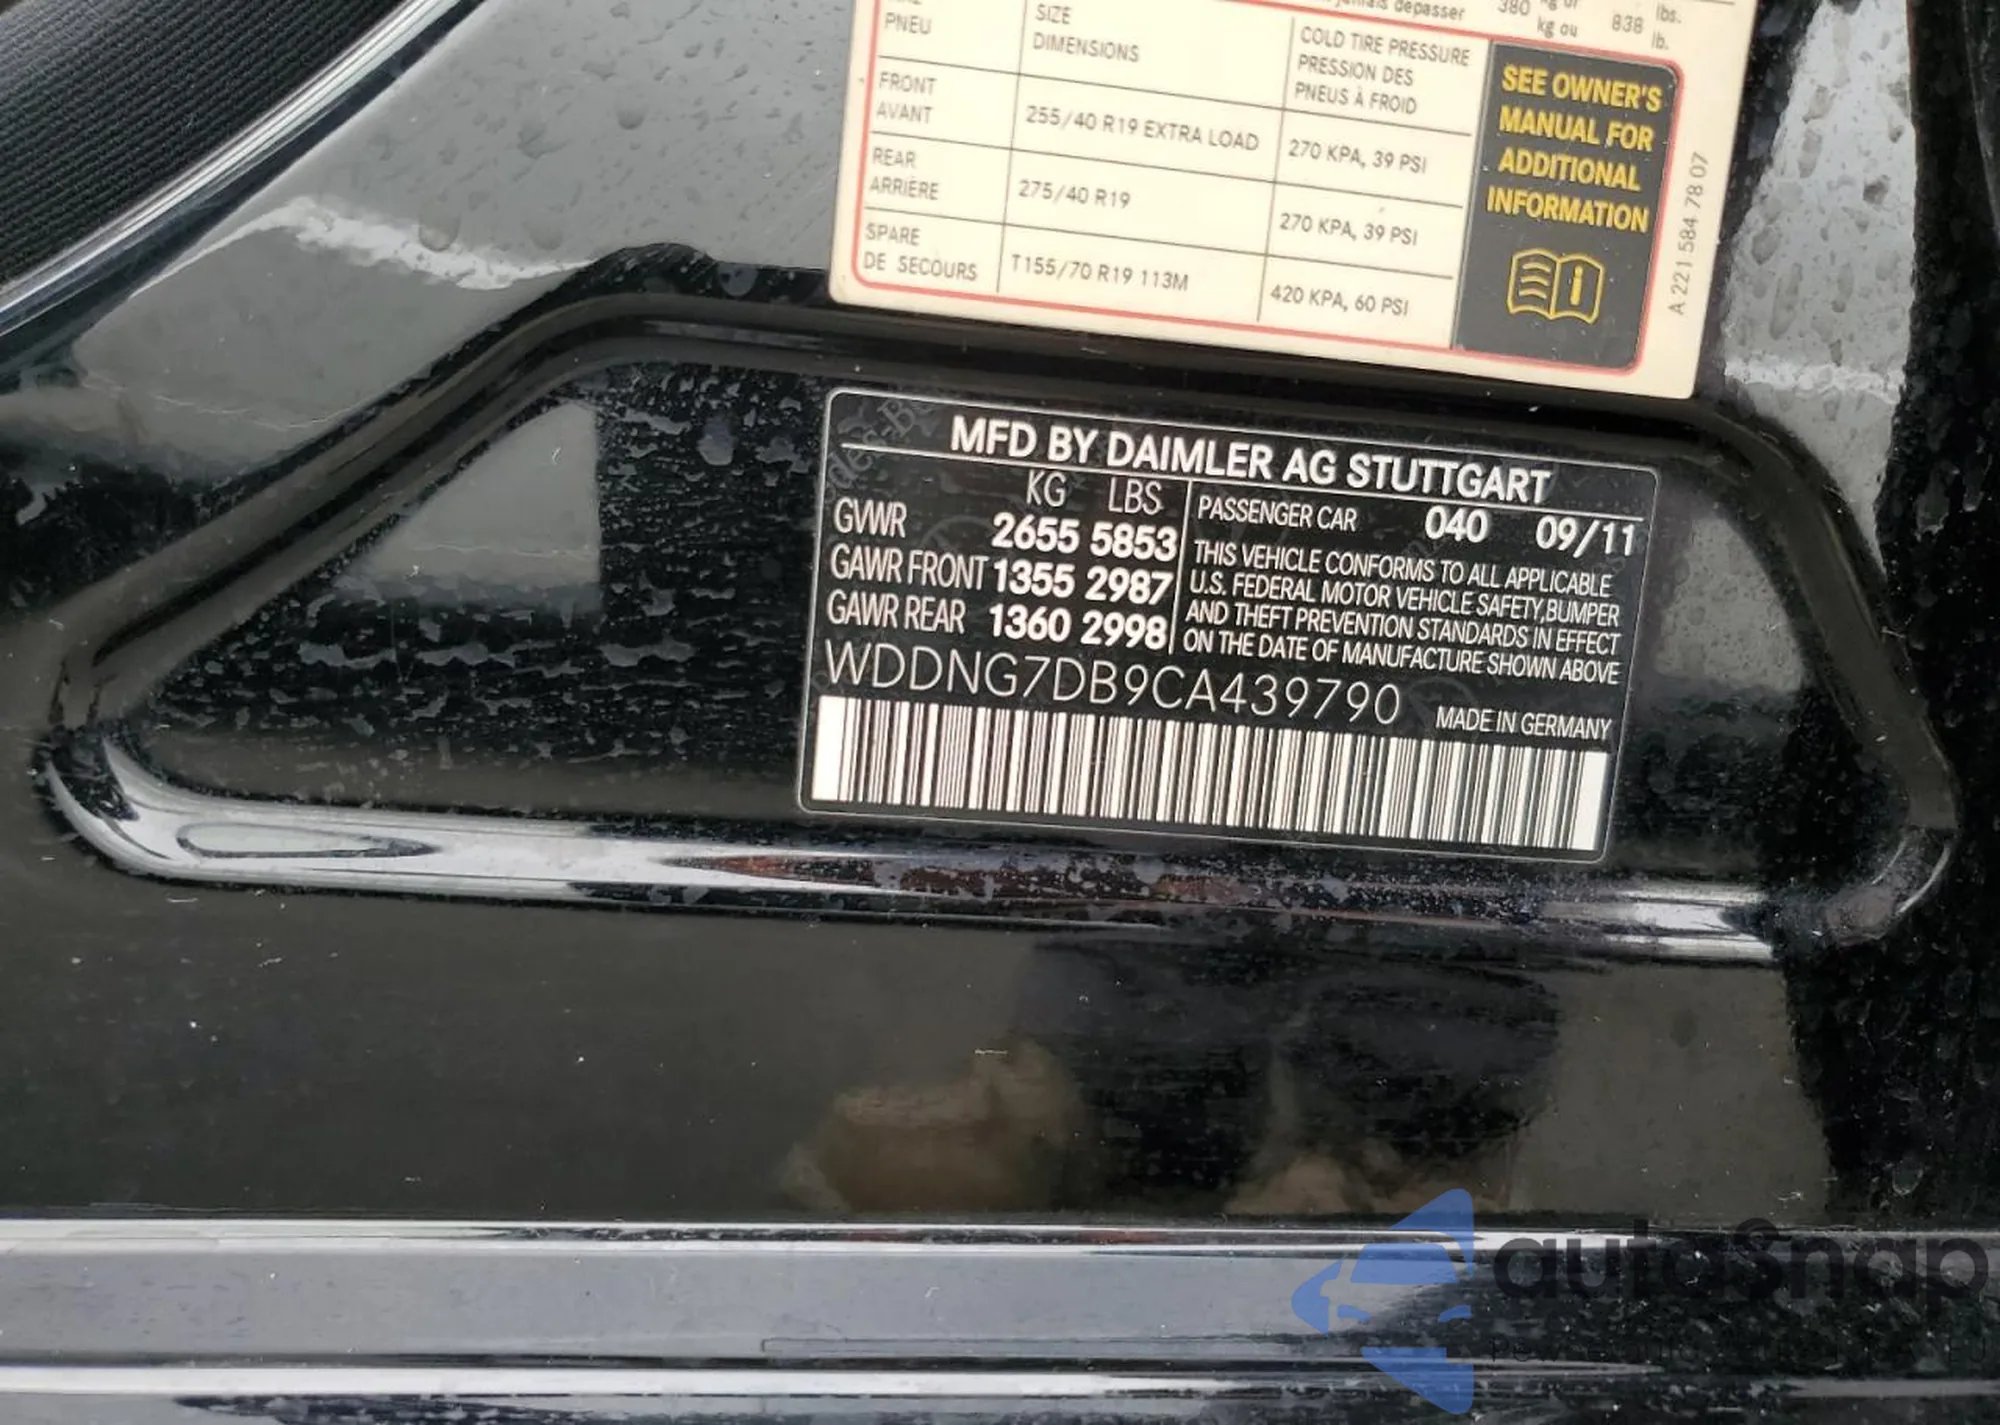 jamais dépasser 380 kg ou 838 lb.
lbs.
PNEU
SIZE
DIMENSIONS
COLD TIRE PRESSURE
PRESSION DES
PNEUS À FROID
FRONT
AVANT
255/40 R19 EXTRA LOAD
270 KPA, 39 PSI
REAR
ARRIÈRE
275/40 R19
270 KPA, 39 PSI
SPARE
DE SECOURS
T155/70 R19 113M
420 KPA, 60 PSI
SEE OWNER'S
MANUAL FOR
ADDITIONAL
INFORMATION
A 221 584 78 07
MFD BY DAIMLER AG STUTTGART
KG LBS
GVWR 2655 5853
GAWR FRONT 1355 2987
GAWR REAR 1360 2998
PASSENGER CAR 040 09/11
THIS VEHICLE CONFORMS TO ALL APPLICABLE
U.S. FEDERAL MOTOR VEHICLE SAFETY,BUMPER
AND THEFT PREVENTION STANDARDS IN EFFECT
ON THE DATE OF MANUFACTURE SHOWN ABOVE
WDDNG7DB9CA439790
MADE IN GERMANY
autoSnap